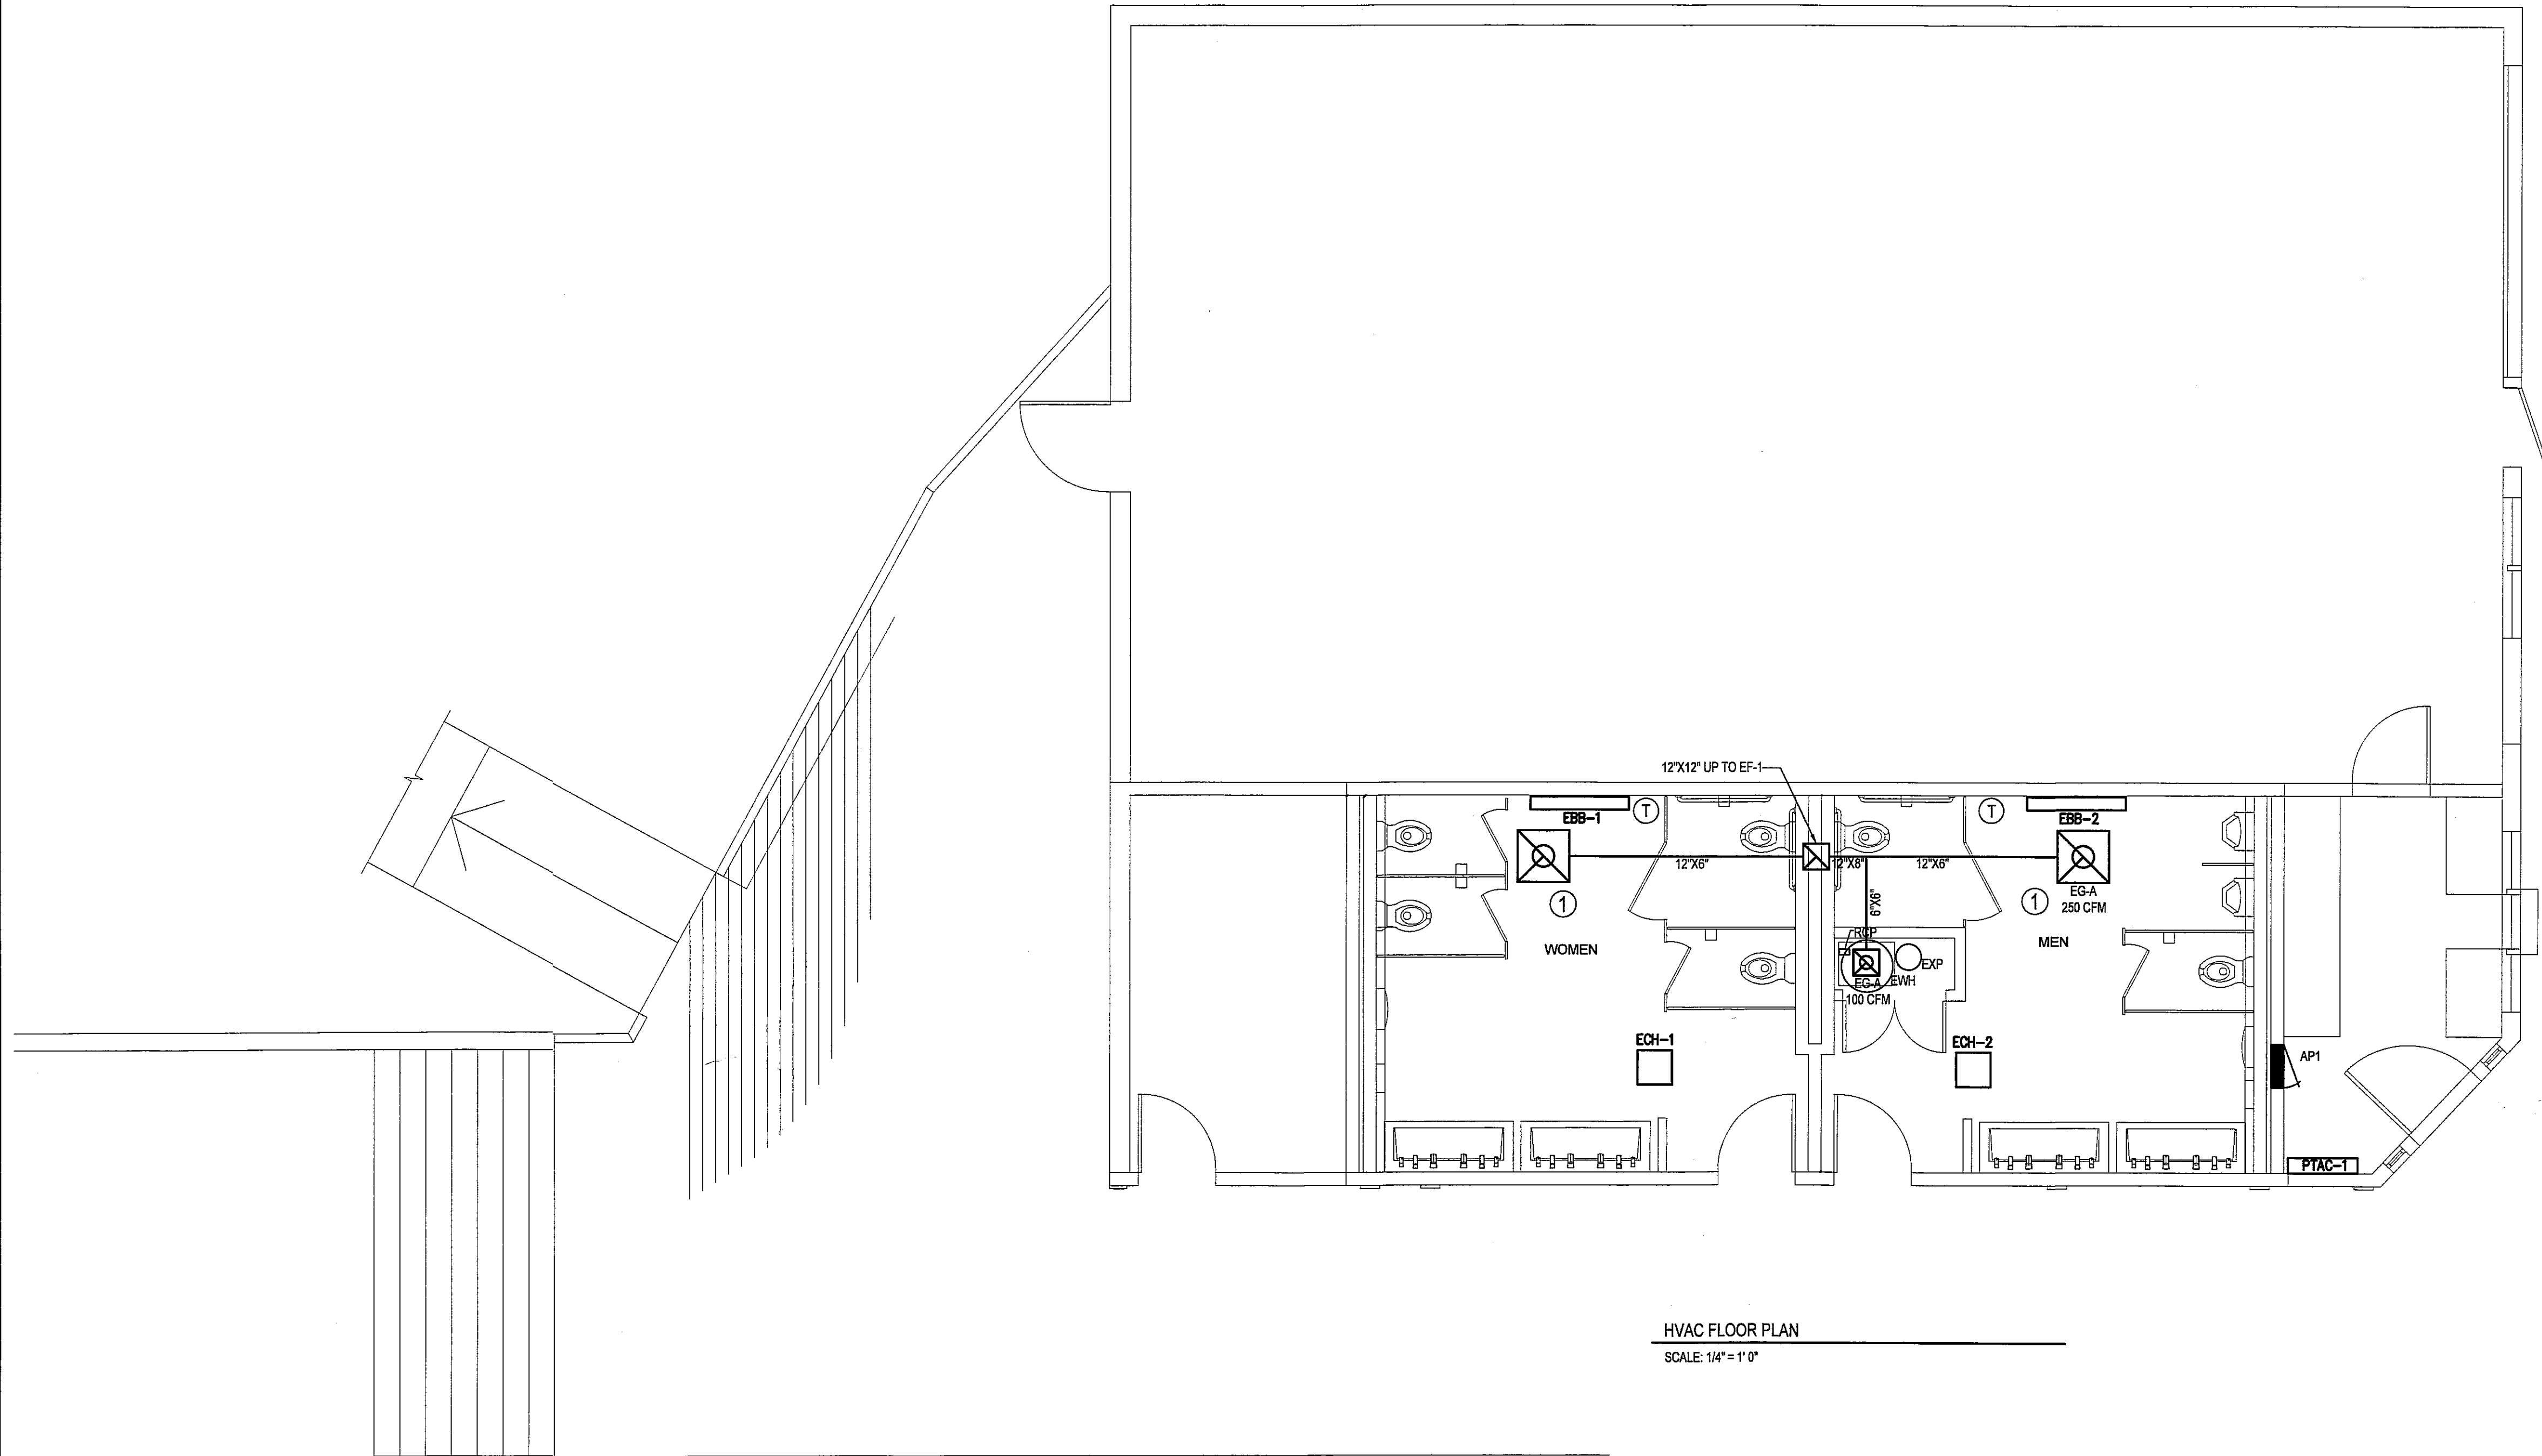 12"X12" UP TO EF-1
EBB-1
T
T
EBB-2
12"X6"
12"X8"
12"X6"
6"X6"
EG-A
250 CFM
1
1
WOMEN
MEN
RCP
EXP
EG-A
EWH
100 CFM
ECH-1
ECH-2
AP1
PTAC-1
HVAC FLOOR PLAN
SCALE: 1/4" = 1' 0"